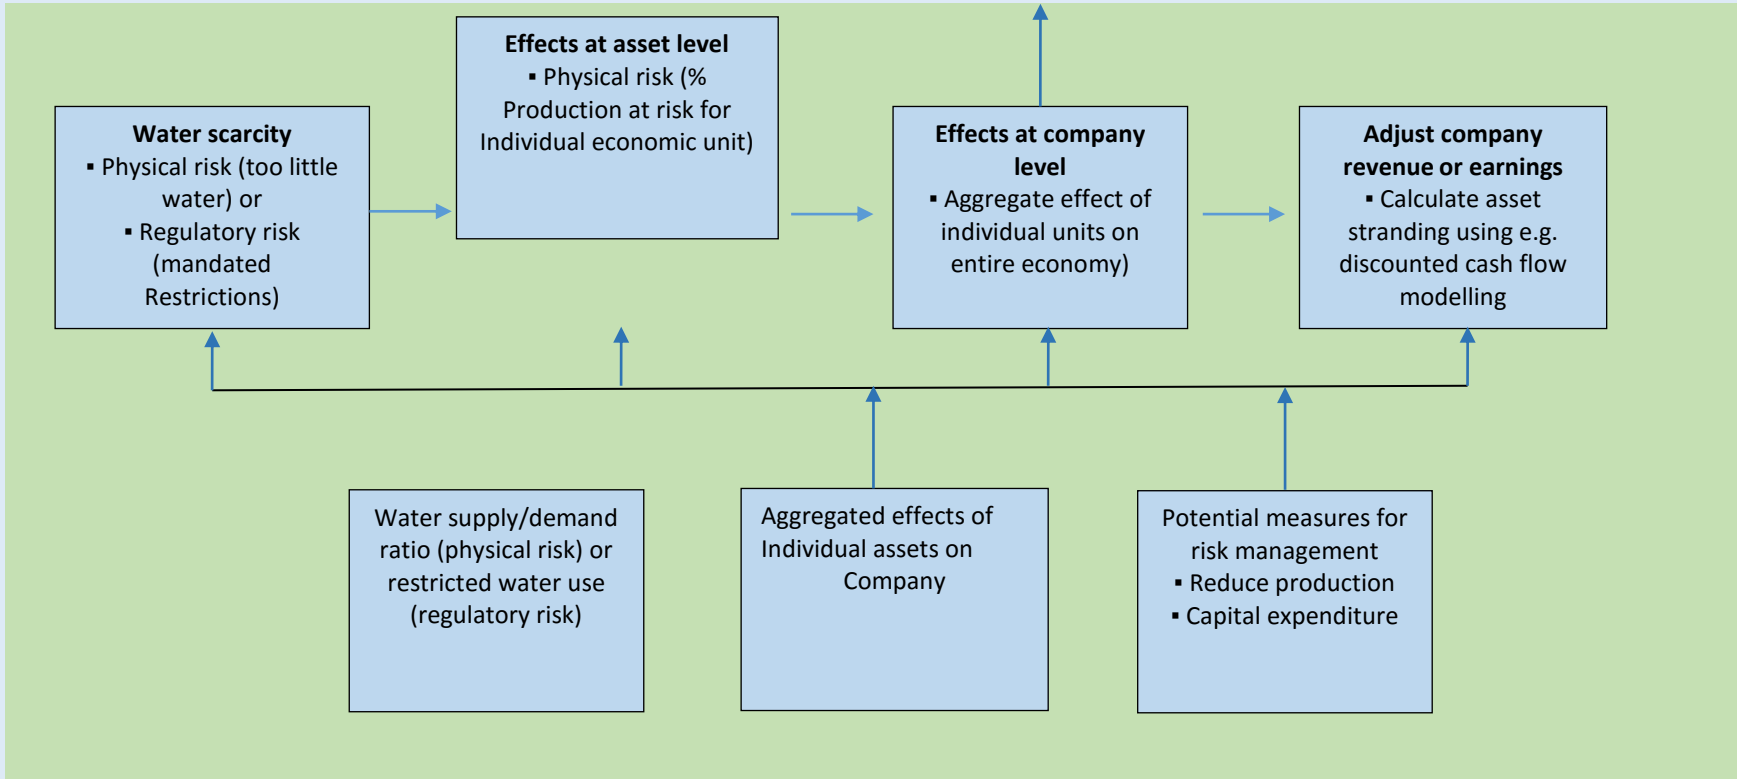 Water scarcity
▪ Physical risk (too little
water) or
▪ Regulatory risk
(mandated
Restrictions)
Effects at asset level
▪ Physical risk (%
Production at risk for
Individual economic unit)
Effects at company
level
▪ Aggregate effect of
individual units on
entire economy)
Adjust company
revenue or earnings
▪ Calculate asset
stranding using e.g.
discounted cash flow
modelling
Water supply/demand
ratio (physical risk) or
restricted water use
(regulatory risk)
Aggregated effects of
Individual assets on
Company
Potential measures for
risk management
▪ Reduce production
▪ Capital expenditure